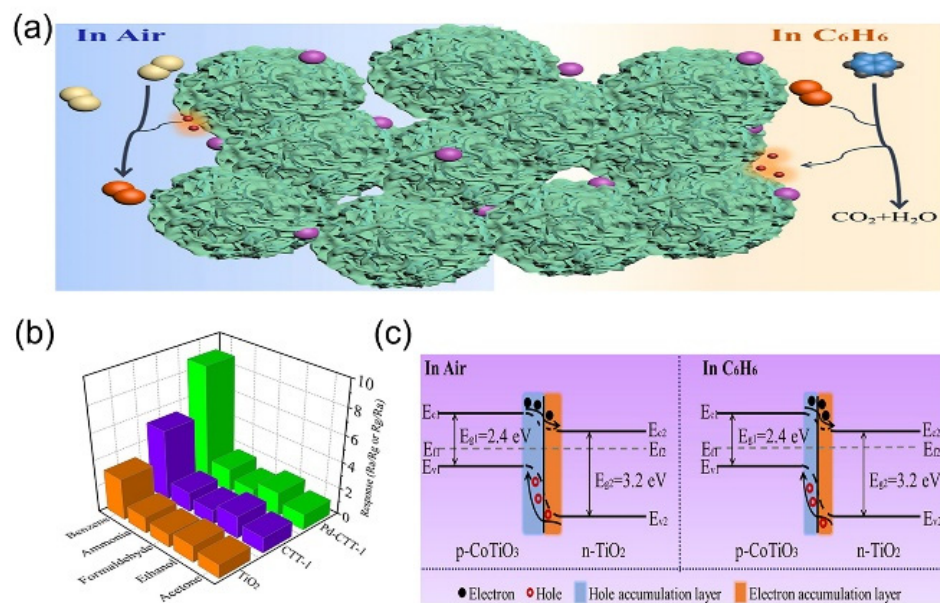 (a)
In Air
In C₆H₆
CO₂+H₂O
(b)
10
8
6
4
2
0
Response (Ra/Rg or Rg/Ra)
Benzene
Ammonia
Formaldehyde
Ethanol
Acetone
TiO₂
CTT-1
Pd-CTT-1
(c)
In Air
In C₆H₆
Ec1
Eg1=2.4 eV
Ef1
Ev1
Ec2
Ef2
Eg2=3.2 eV
Ev2
p-CoTiO₃
n-TiO₂
Ec1
Eg1=2.4 eV
Ef1
Ev1
Ec2
Ef2
Eg2=3.2 eV
Ev2
p-CoTiO₃
n-TiO₂
Electron
Hole
Hole accumulation layer
Electron accumulation layer